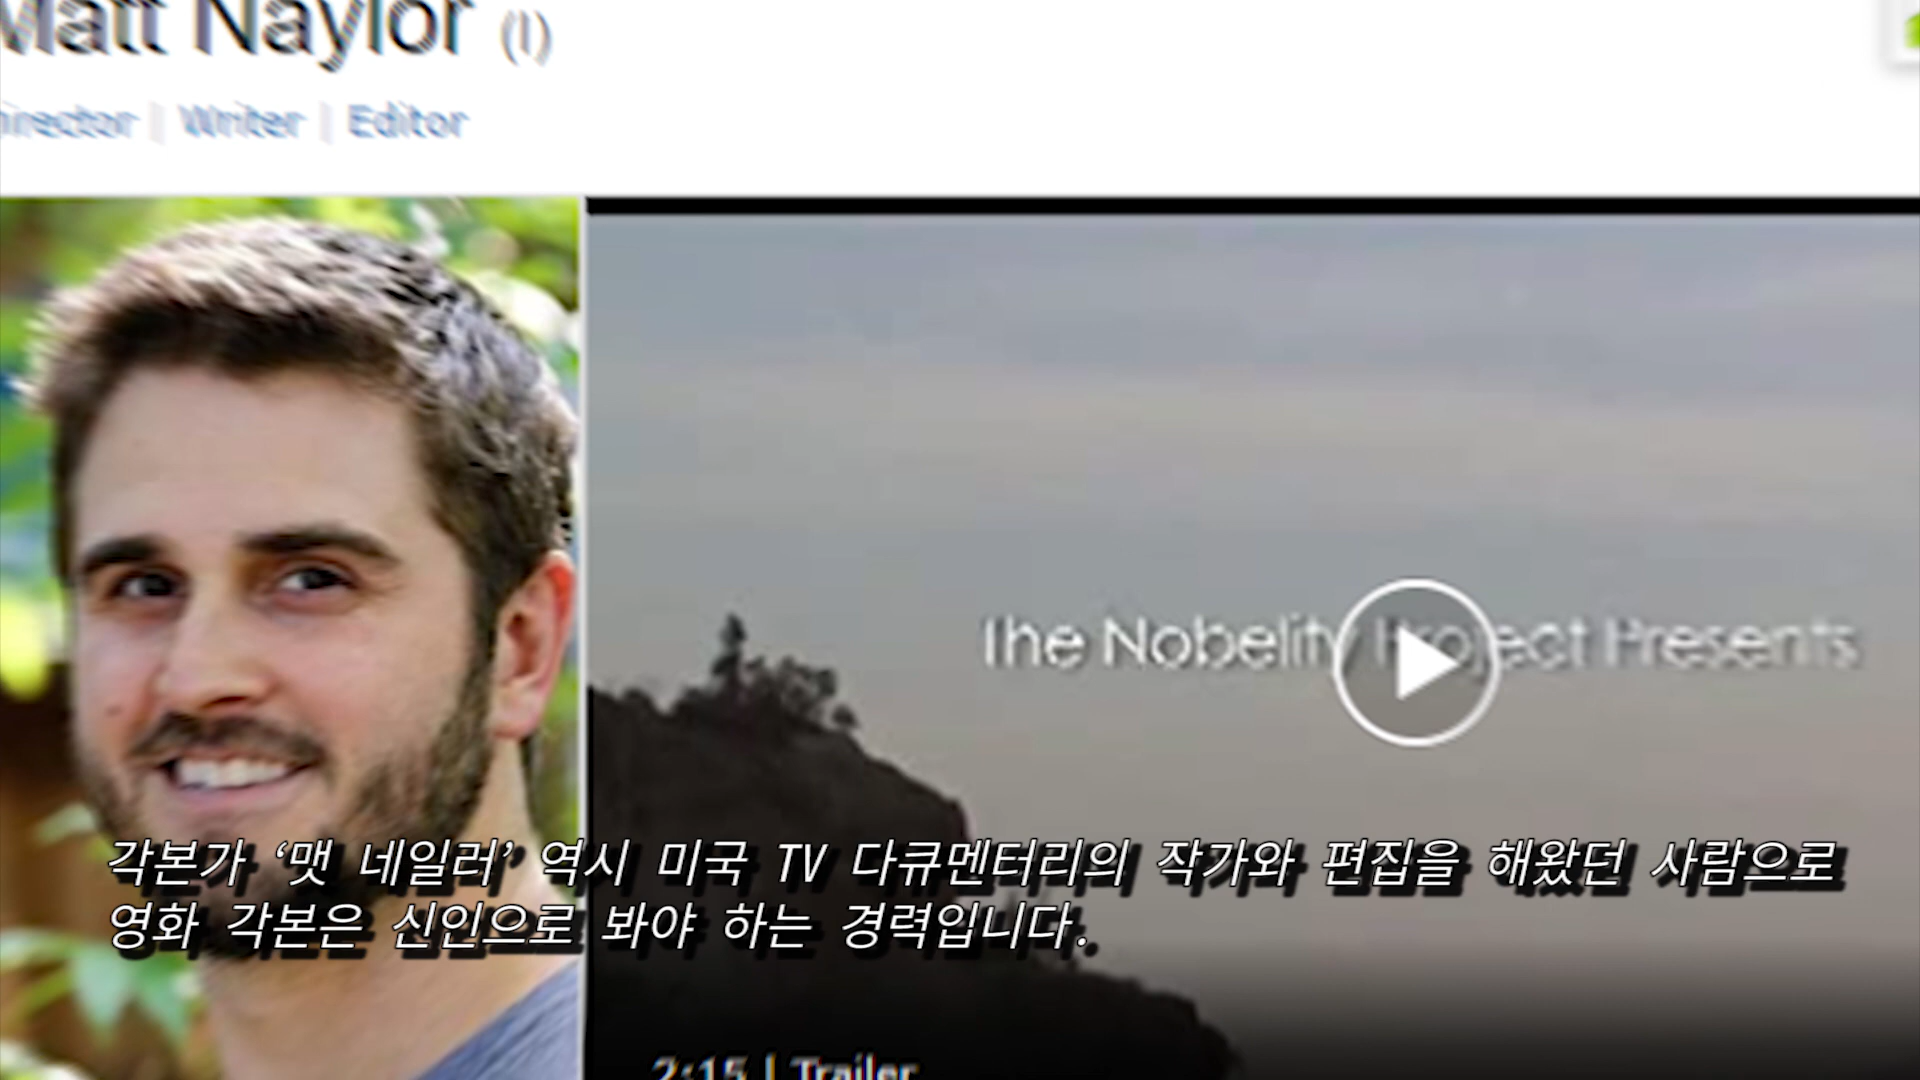 Matt Naylor (I)
Director | Writer | Editor
The Nobelity Project Presents
각본가 ‘맷 네일러’ 역시 미국 TV 다큐멘터리의 작가와 편집을 해왔던 사람으로
영화 각본은 신인으로 봐야 하는 경력입니다.
2:15 | Trailer